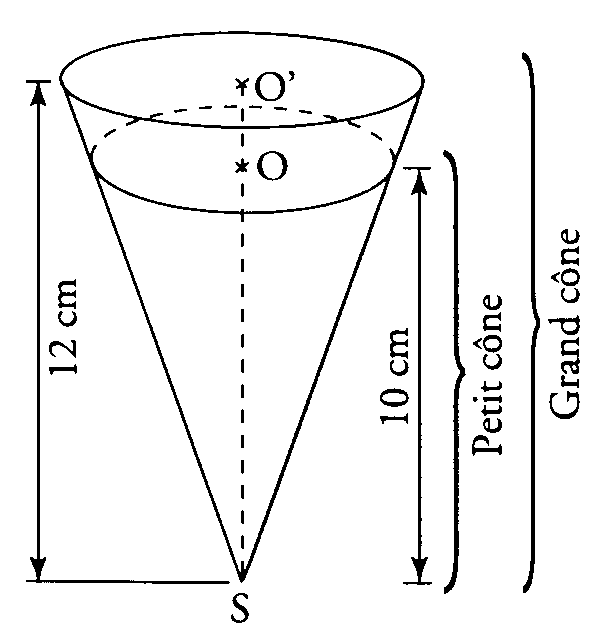 O'
O
12 cm
10 cm
Petit cône
Grand cône
S